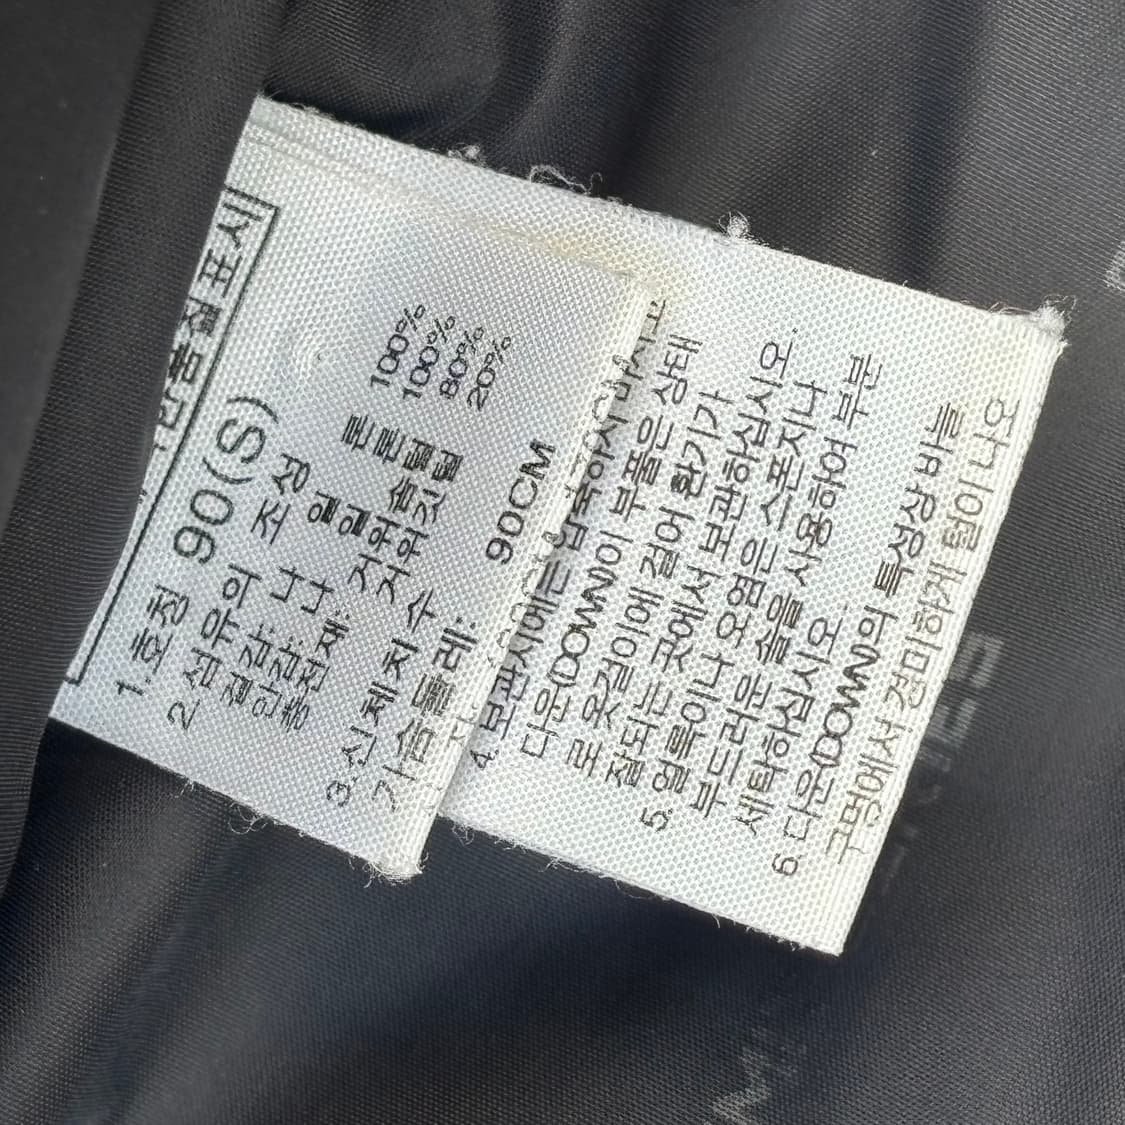 품질표시
1. 호칭 90(S)
2. 섬유의 조성
겉감: 나일론 100%
안감: 나일론 100%
충전재: 거위솜털 80%
거위깃털 20%
3. 신체치수
가슴둘레: 90CM
4. 보관시에는 압축하지 마시고
다운(DOWN)이 부풀은 상태
로 옷걸이에 걸어 환기가
잘되는 곳에서 보관하십시오.
5. 얼룩이나 오염은 스폰지나
부드러운 솔을 사용하여 부분
세탁하십시오.
6. 다운(DOWN)의 특성상 바늘
구멍에서 경미하게 털이 나오